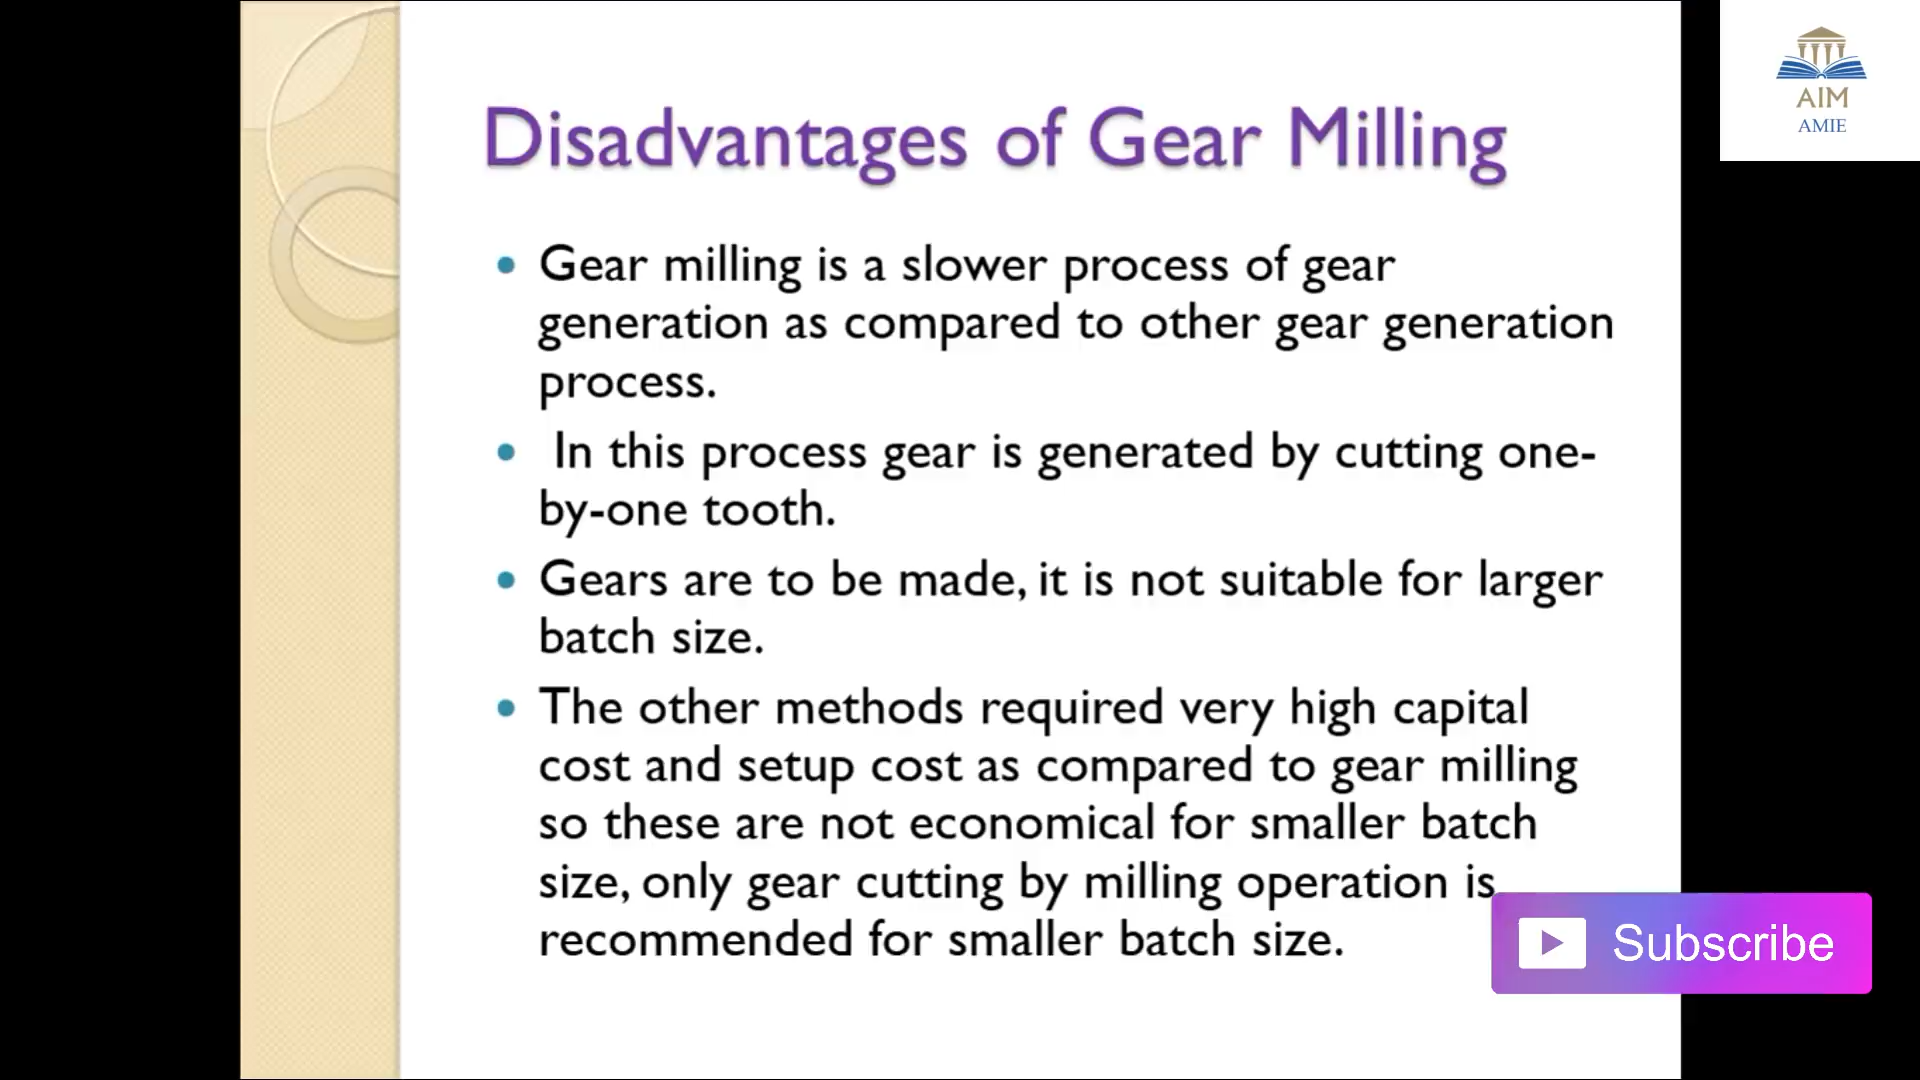 Disadvantages of Gear Milling
AIM
AMIE
• Gear milling is a slower process of gear
generation as compared to other gear generation
process.
• In this process gear is generated by cutting one-
by-one tooth.
• Gears are to be made, it is not suitable for larger
batch size.
• The other methods required very high capital
cost and setup cost as compared to gear milling
so these are not economical for smaller batch
size, only gear cutting by milling operation is
recommended for smaller batch size.
Subscribe